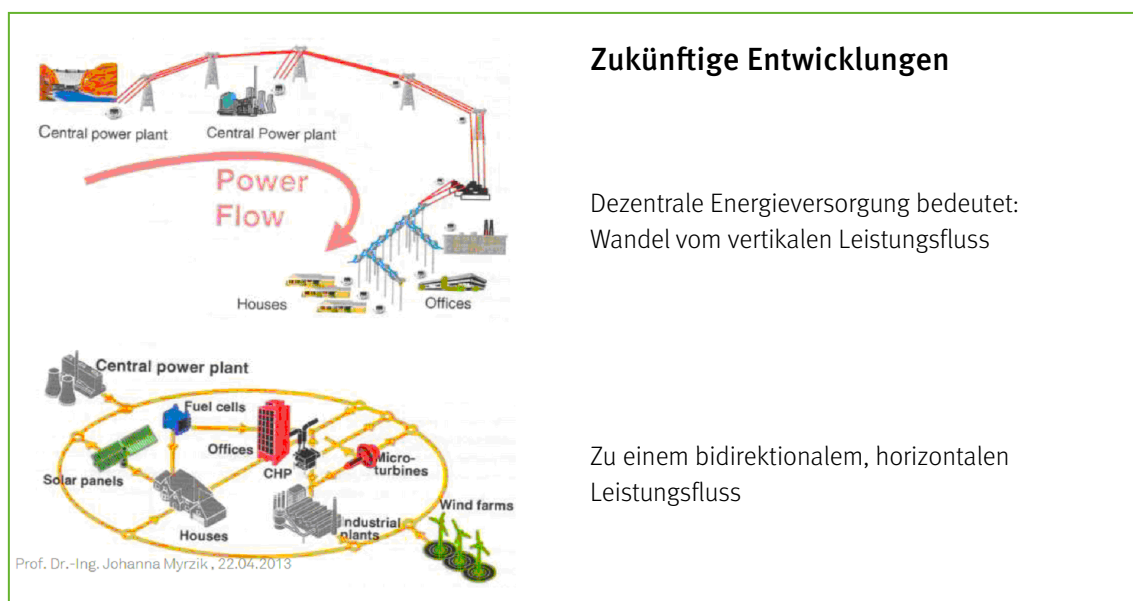 Zukünftige Entwicklungen
Central power plant
Central Power plant
Power
Flow
Houses
Offices
Dezentrale Energieversorgung bedeutet:
Wandel vom vertikalen Leistungsfluss
Central power plant
Fuel cells
Offices
CHP
Micro-
turbines
Solar panels
Houses
Industrial
plants
Wind farms
Zu einem bidirektionalem, horizontalen
Leistungsfluss
Prof. Dr.-Ing. Johanna Myrzik , 22.04.2013